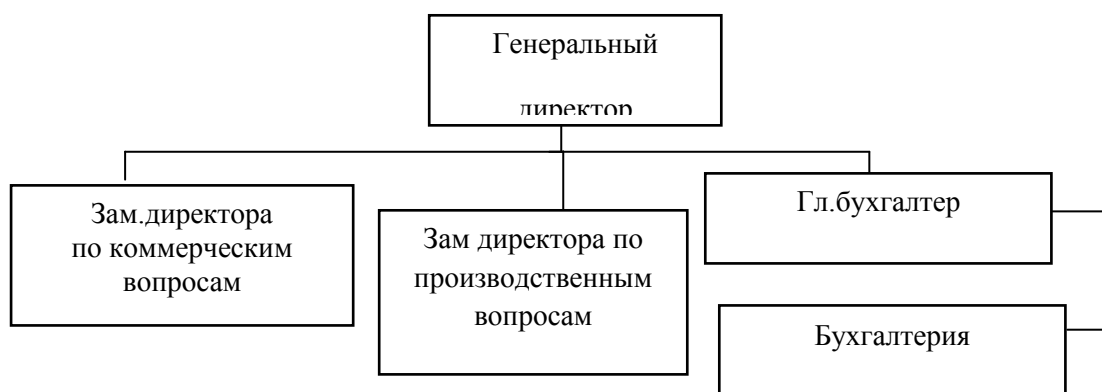 Генеральный
директор
Зам.директора
по коммерческим
вопросам
Зам директора по
производственным
вопросам
Гл.бухгалтер
Бухгалтерия